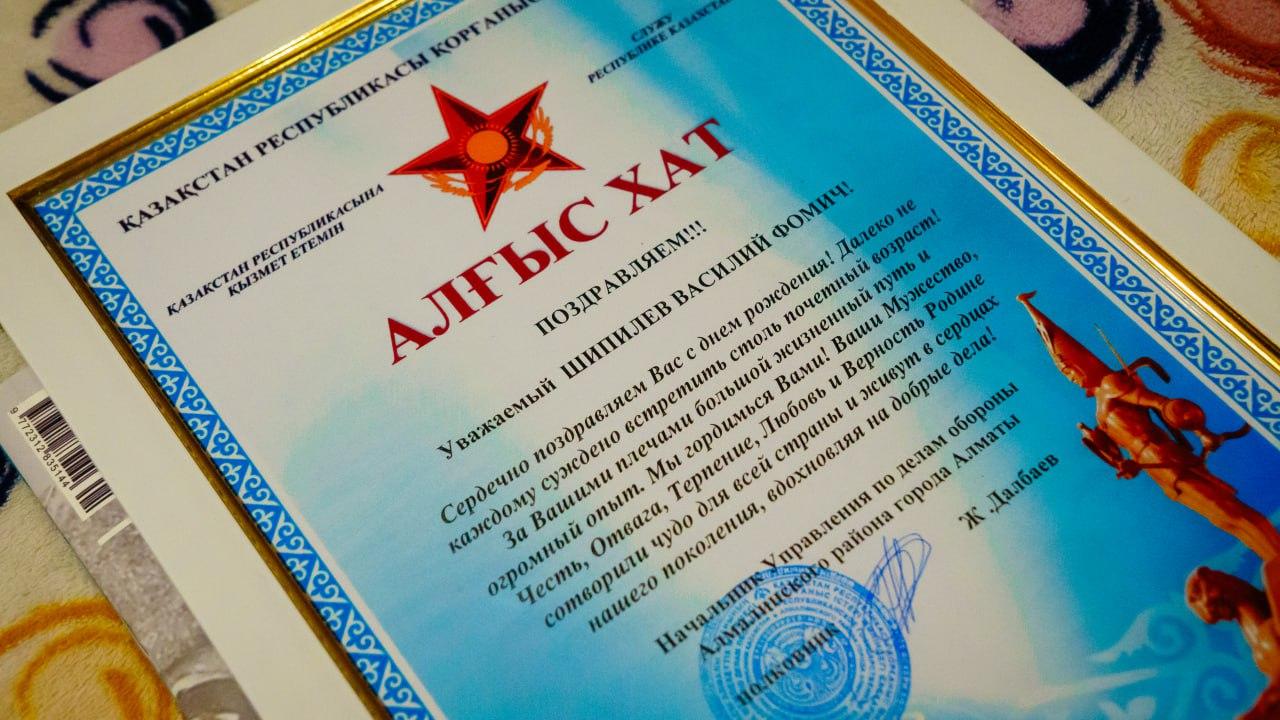 ҚАЗАҚСТАН РЕСПУБЛИКАСЫ ҚОРҒАНЫС
ҚАЗАҚСТАН РЕСПУБЛИКАСЫНА
ҚЫЗМЕТ ЕТЕМІН
СЛУЖУ
РЕСПУБЛИКЕ КАЗАХСТАН
АЛҒЫС ХАТ
ПОЗДРАВЛЯЕМ!!!
Уважаемый ШИПИЛЕВ ВАСИЛИЙ ФОМИЧ!
Сердечно поздравляем Вас с днем рождения! Далеко не
каждому суждено встретить столь почетный возраст!
За Вашими плечами большой жизненный путь и
огромный опыт. Мы гордимся Вами! Ваши Мужество,
Честь, Отвага, Терпение, Любовь и Верность Родине
сотворили чудо для всей страны и живут в сердцах
нашего поколения, вдохновляя на добрые дела!
Начальник Управления по делам обороны
Алмалинского района города Алматы
полковник Ж .Далбаев
9 772312 835144